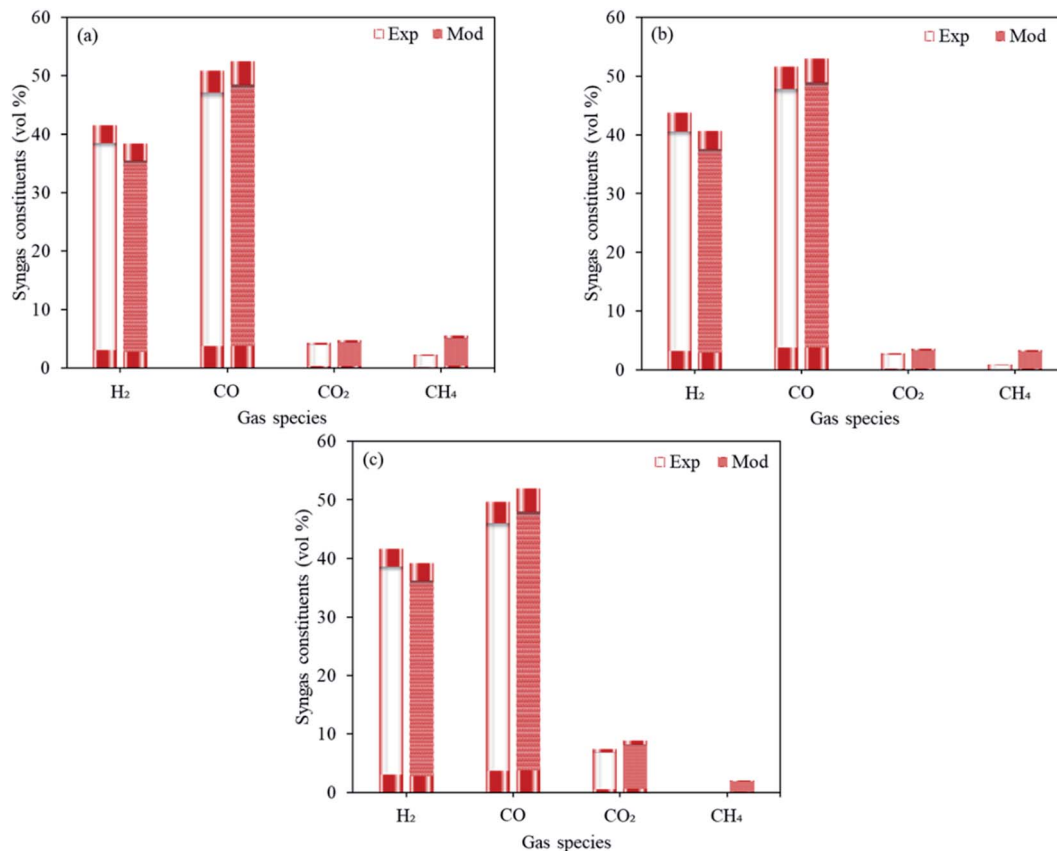 (a)
Exp Mod
Syngas constituents (vol %)
60
50
40
30
20
10
0
H₂ CO CO₂ CH₄
Gas species
(b)
Exp Mod
Syngas constituents (vol %)
60
50
40
30
20
10
0
H₂ CO CO₂ CH₄
Gas species
(c)
Exp Mod
Syngas constituents (vol %)
60
50
40
30
20
10
0
H₂ CO CO₂ CH₄
Gas species